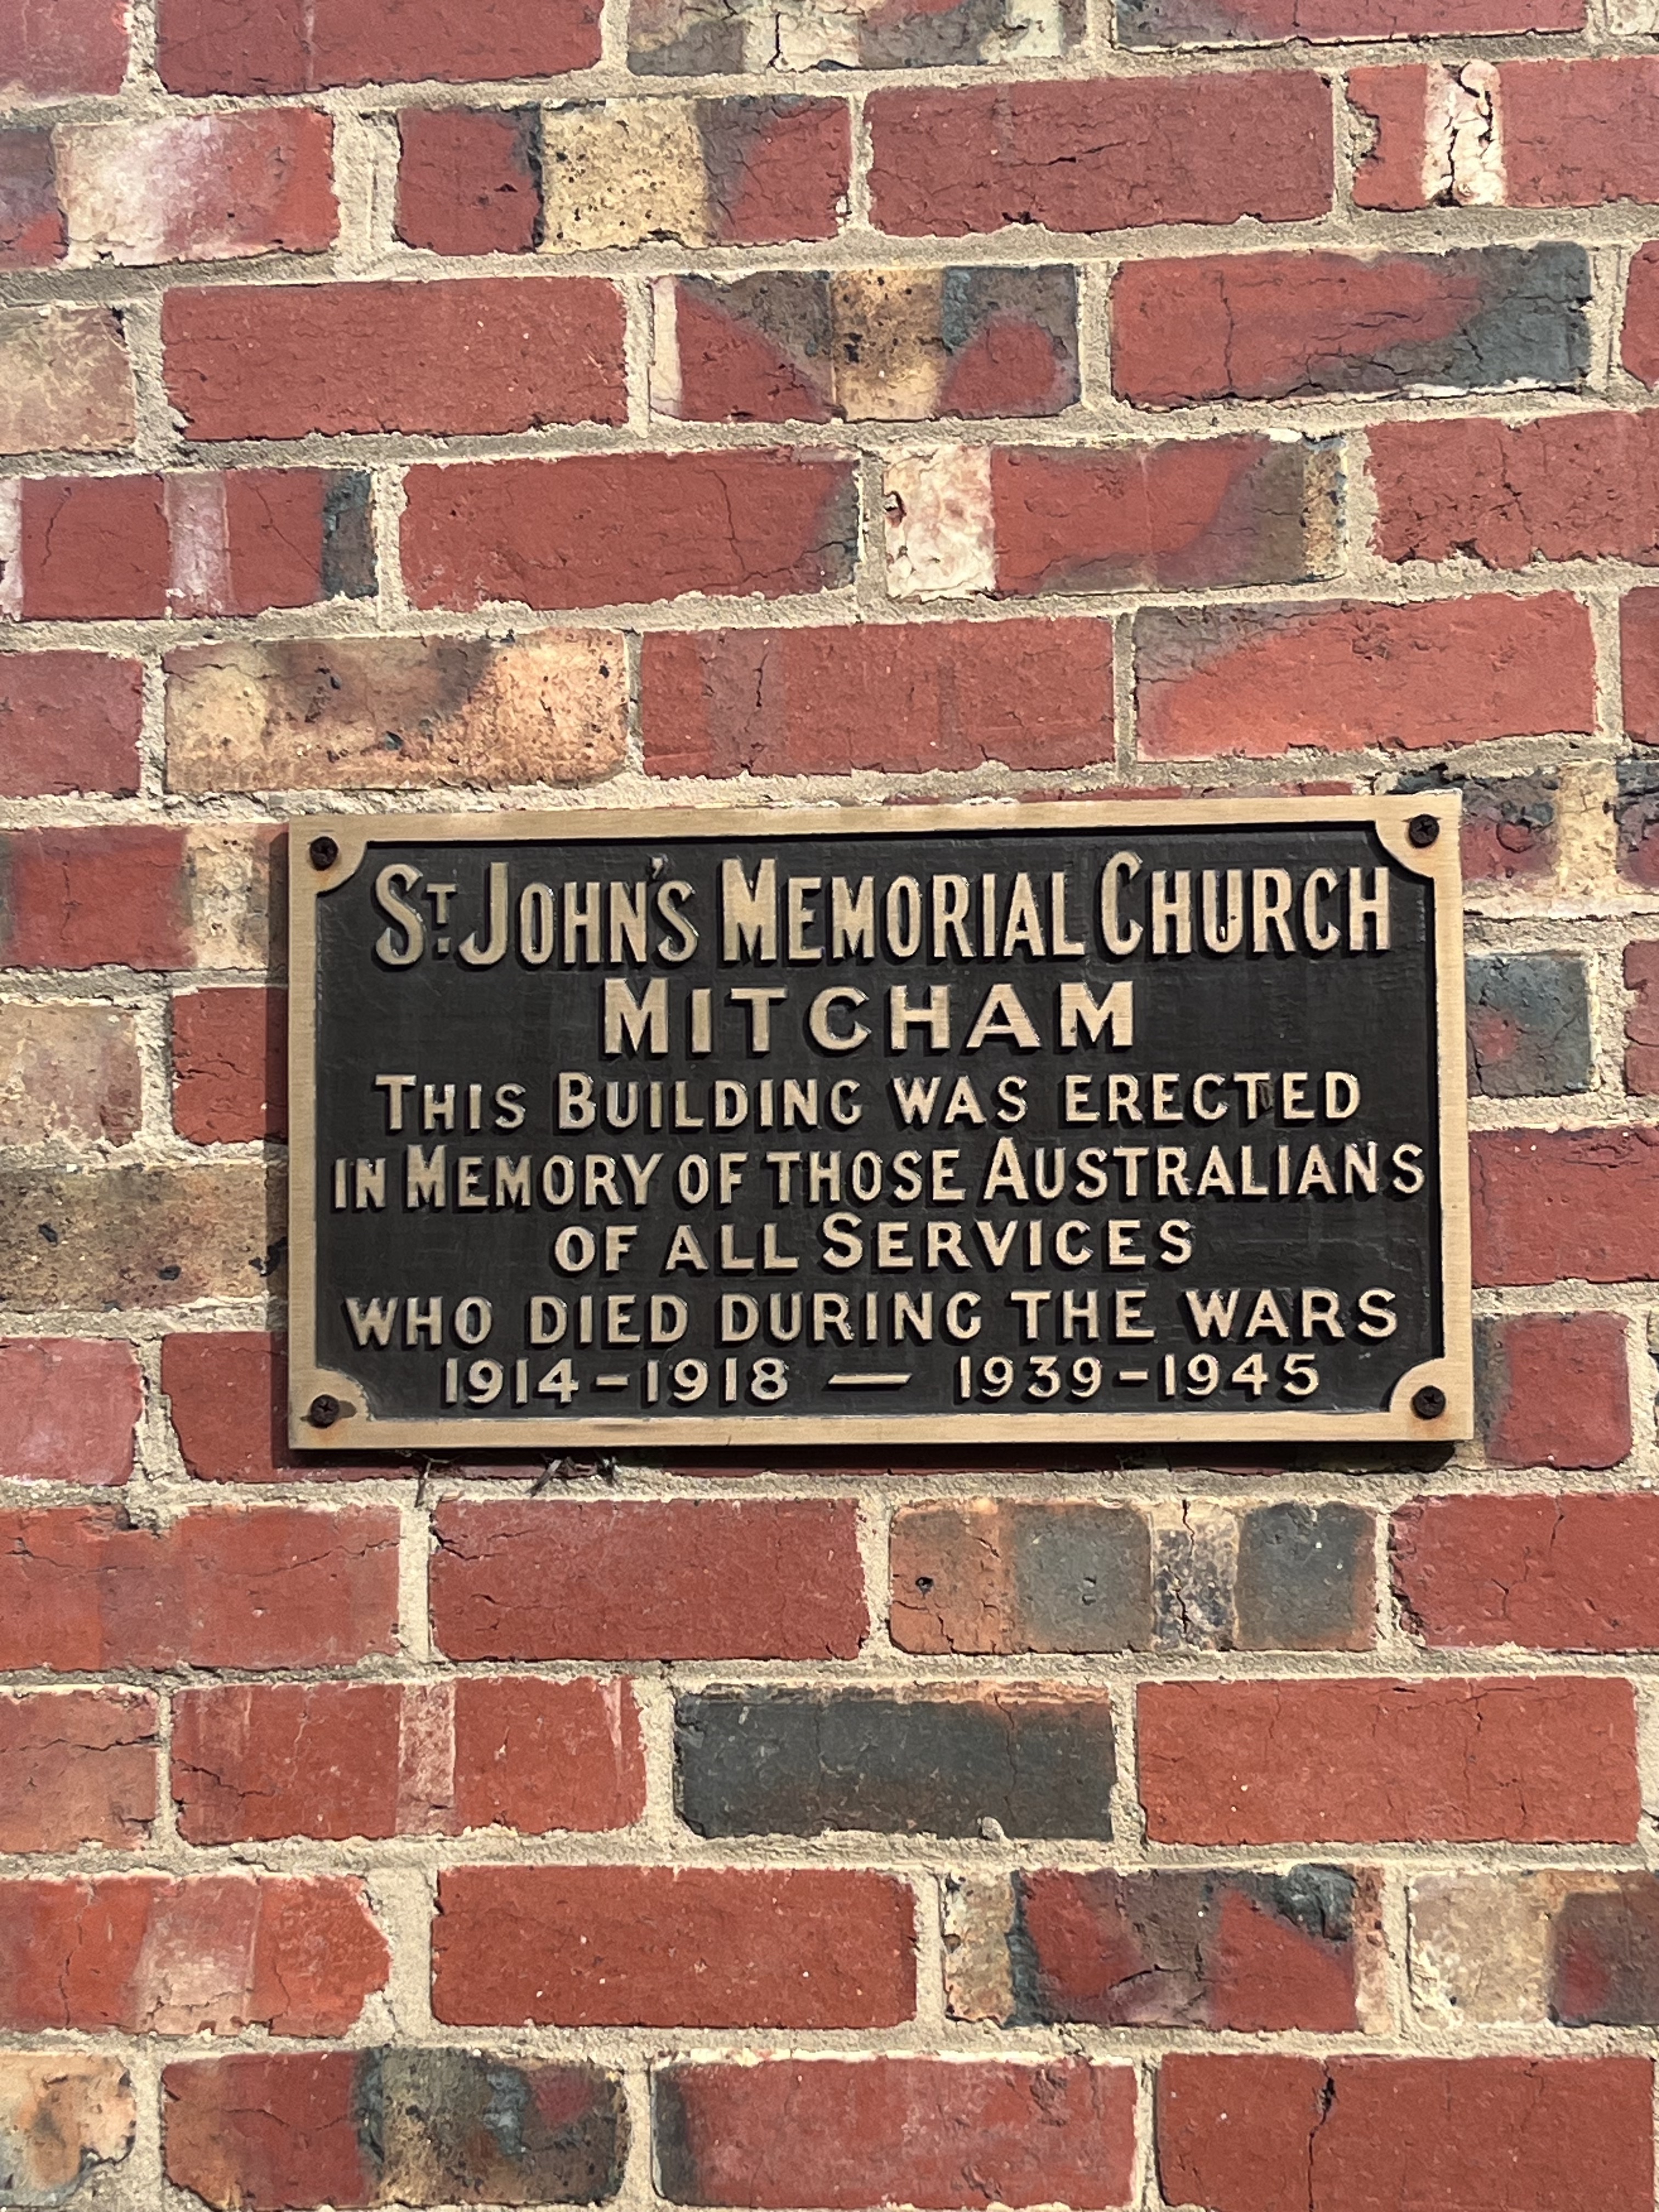 ST. JOHN'S MEMORIAL CHURCH
MITCHAM
THIS BUILDING WAS ERECTED
IN MEMORY OF THOSE AUSTRALIANS
OF ALL SERVICES
WHO DIED DURING THE WARS
1914-1918 — 1939-1945